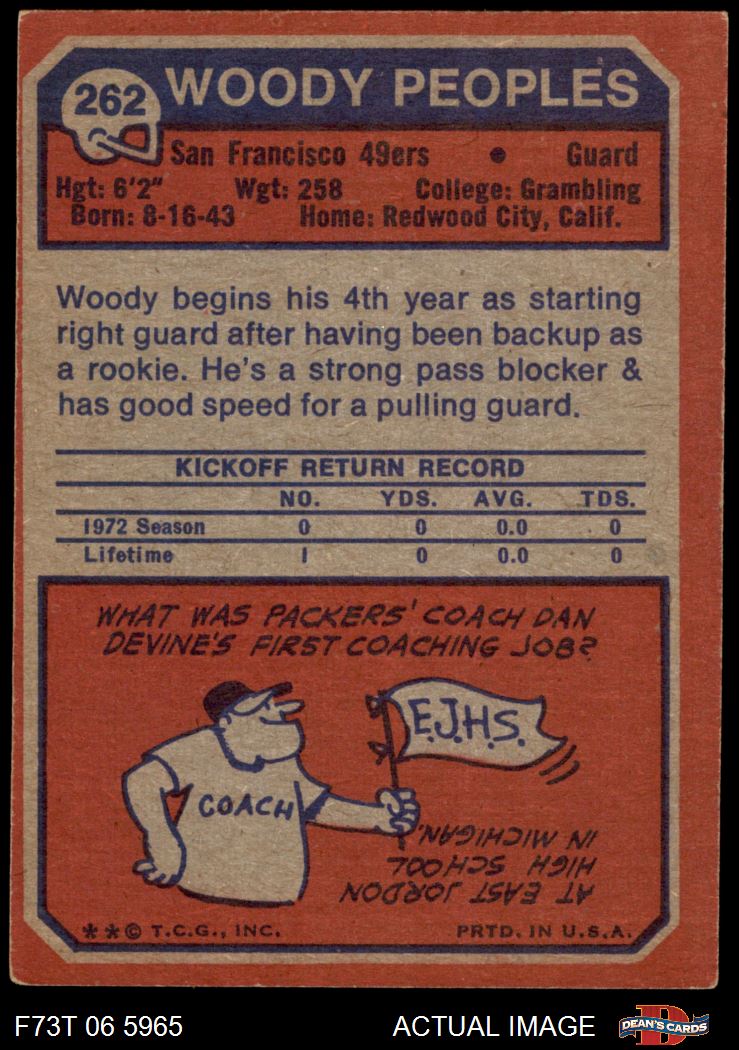 262 WOODY PEOPLES
San Francisco 49ers • Guard
Hgt: 6'2" Wgt: 258 College: Grambling
Born: 8-16-43 Home: Redwood City, Calif.
Woody begins his 4th year as starting
right guard after having been backup as
a rookie. He's a strong pass blocker &
has good speed for a pulling guard.
KICKOFF RETURN RECORD
NO. YDS. AVG. TDS.
1972 Season 0 0 0.0 0
Lifetime 1 0 0.0 0
WHAT WAS PACKERS' COACH DAN
DEVINE'S FIRST COACHING JOB?
E.J.H.S.
COACH
AT EAST JORDON
HIGH SCHOOL
IN MICHIGAN.
** © T.C.G., INC. PRTD. IN U.S.A.
F73T 06 5965 ACTUAL IMAGE DEAN'S CARDS